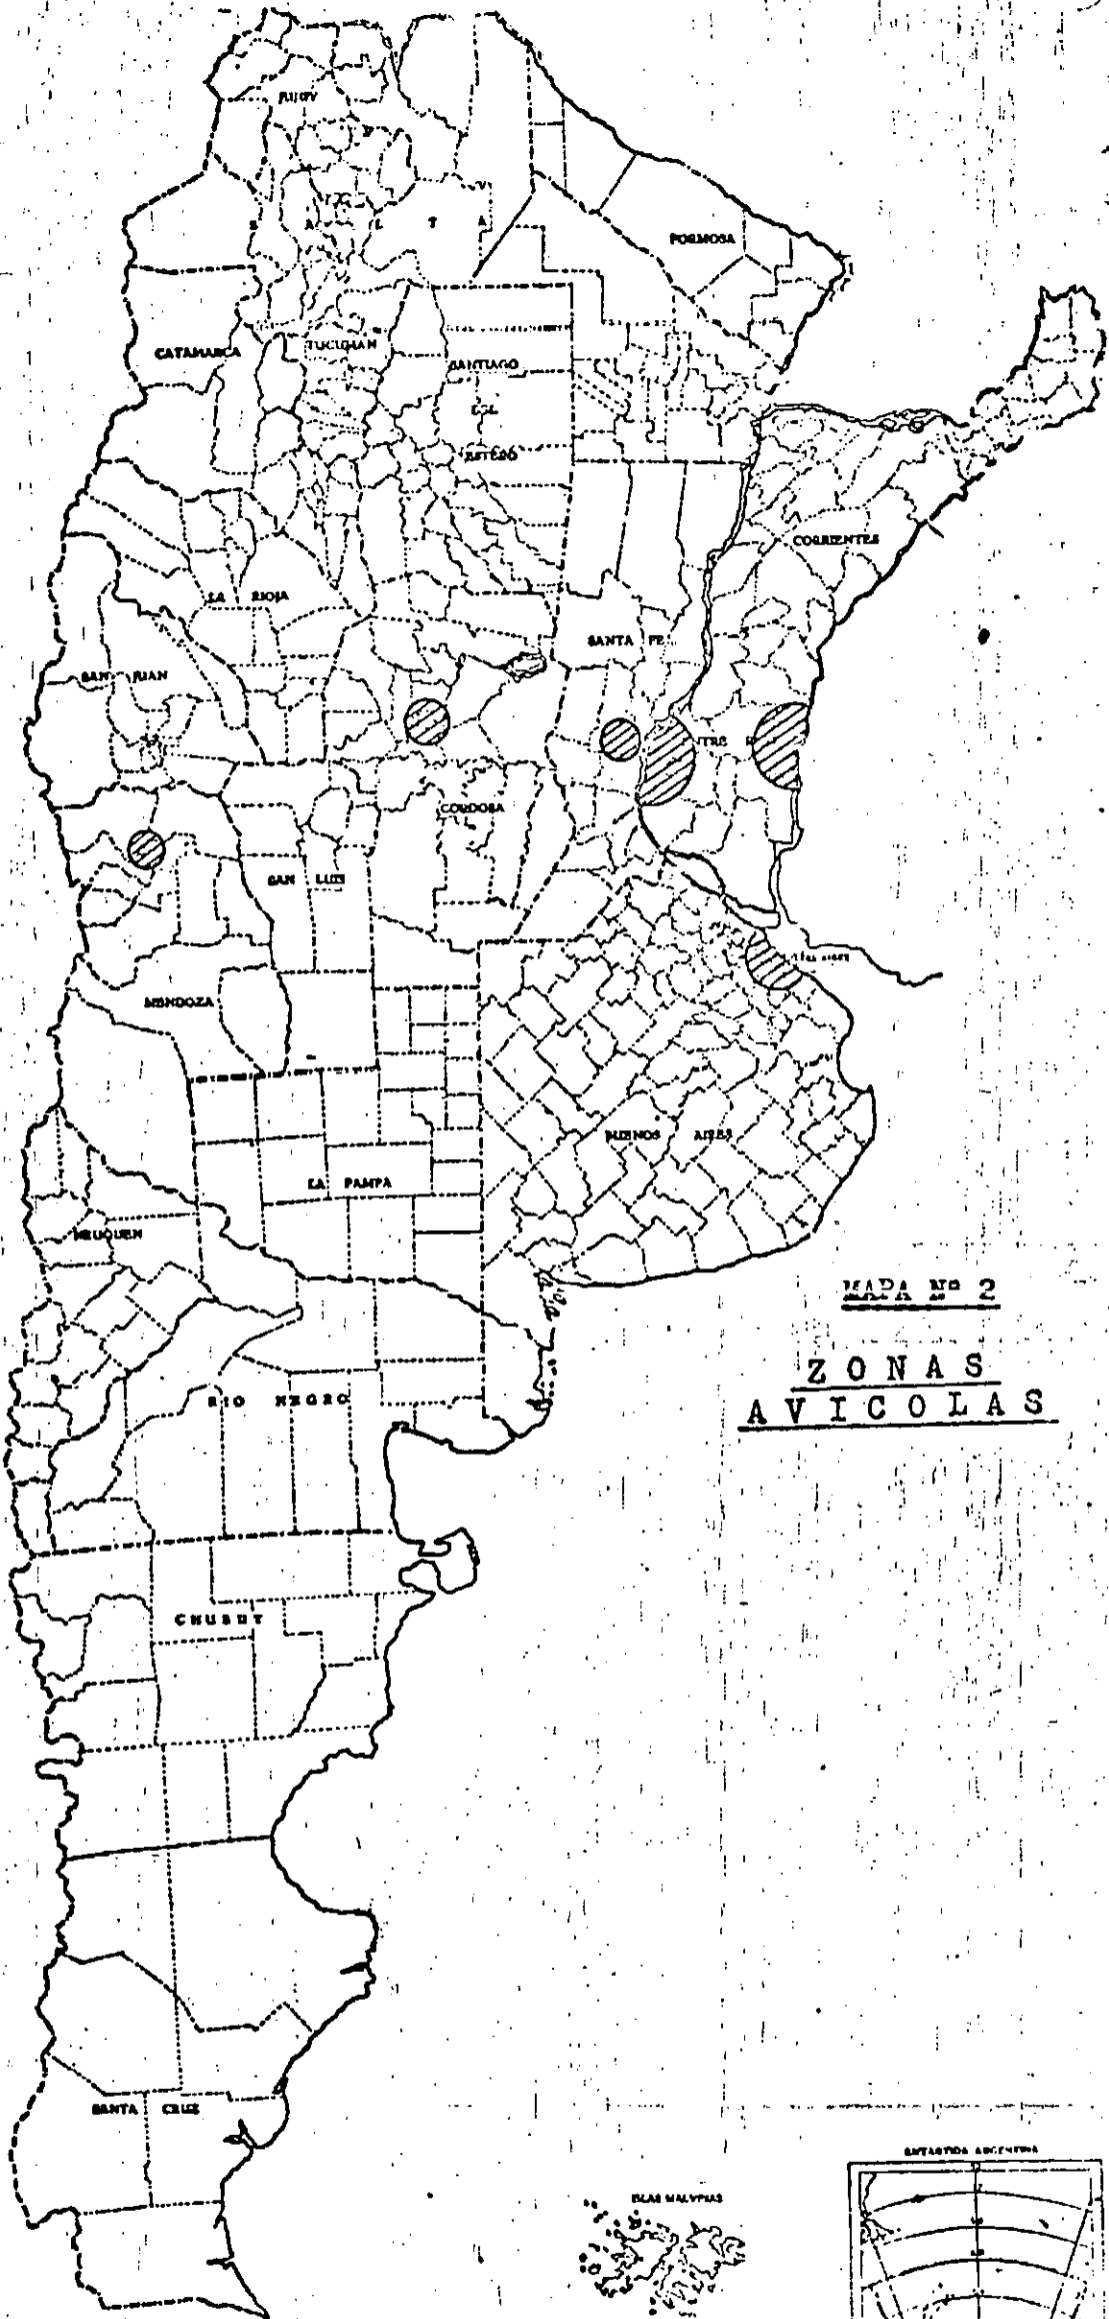 JUJUY
S A L T A
FORMOSA
CATAMARCA
TUCUMAN
SANTIAGO
DEL
ESTERO
CORRIENTES
LA RIOJA
SANTA FE
SAN JUAN
CORDOBA
SAN LUIS
MENDOZA
BUENOS AIRES
LA PAMPA
NEUQUEN
MAPA Nº 2
ZONAS
AVICOLAS
RIO NEGRO
CHUBUT
SANTA CRUZ
ISLAS MALVINAS
ANTARTIDA ARGENTINA